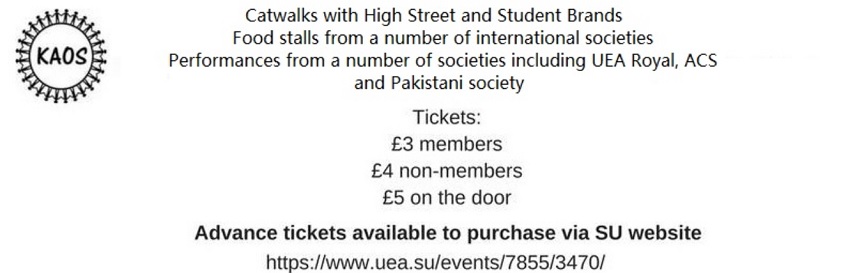 KAOS
Catwalks with High Street and Student Brands
Food stalls from a number of international societies
Performances from a number of societies including UEA Royal, ACS
and Pakistani society
Tickets:
£3 members
£4 non-members
£5 on the door
Advance tickets available to purchase via SU website
https://www.uea.su/events/7855/3470/